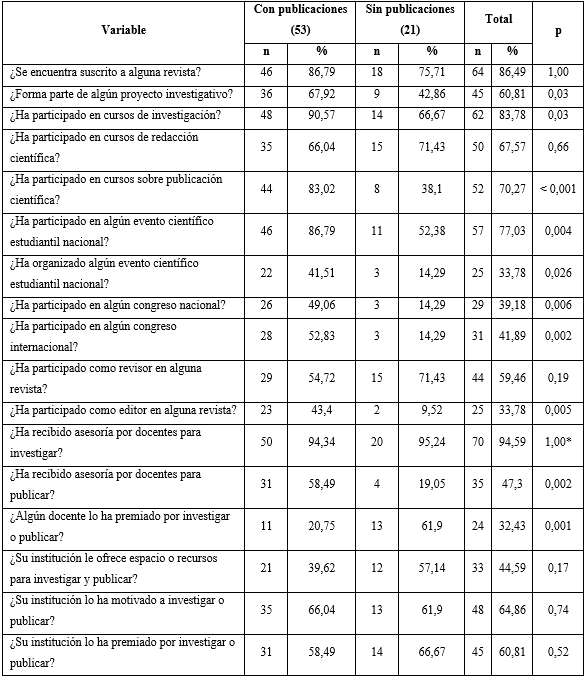 Variable Con publicaciones (53) Sin publicaciones (21) Total p
n % n % n %
¿Se encuentra suscrito a alguna revista? 46 86,79 18 75,71 64 86,49 1,00
¿Forma parte de algún proyecto investigativo? 36 67,92 9 42,86 45 60,81 0,03
¿Ha participado en cursos de investigación? 48 90,57 14 66,67 62 83,78 0,03
¿Ha participado en cursos de redacción
científica? 35 66,04 15 71,43 50 67,57 0,66
¿Ha participado en cursos sobre publicación
científica? 44 83,02 8 38,1 52 70,27 < 0,001
¿Ha participado en algún evento científico
estudiantil nacional? 46 86,79 11 52,38 57 77,03 0,004
¿Ha organizado algún evento científico
estudiantil nacional? 22 41,51 3 14,29 25 33,78 0,026
¿Ha participado en algún congreso nacional? 26 49,06 3 14,29 29 39,18 0,006
¿Ha participado en algún congreso
internacional? 28 52,83 3 14,29 31 41,89 0,002
¿Ha participado como revisor en alguna
revista? 29 54,72 15 71,43 44 59,46 0,19
¿Ha participado como editor en alguna revista? 23 43,4 2 9,52 25 33,78 0,005
¿Ha recibido asesoría por docentes para
investigar? 50 94,34 20 95,24 70 94,59 1,00*
¿Ha recibido asesoría por docentes para
publicar? 31 58,49 4 19,05 35 47,3 0,002
¿Algún docente lo ha premiado por investigar
o publicar? 11 20,75 13 61,9 24 32,43 0,001
¿Su institución le ofrece espacio o recursos
para investigar y publicar? 21 39,62 12 57,14 33 44,59 0,17
¿Su institución lo ha motivado a investigar o
publicar? 35 66,04 13 61,9 48 64,86 0,74
¿Su institución lo ha premiado por investigar o
publicar? 31 58,49 14 66,67 45 60,81 0,52